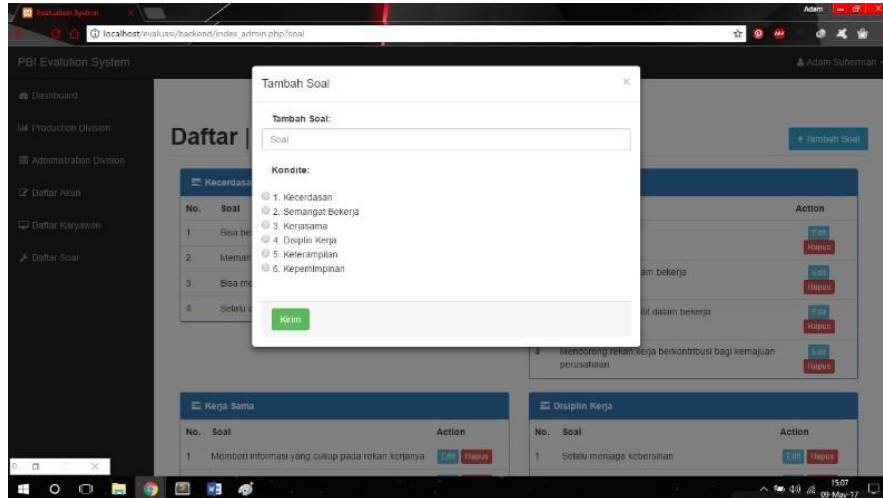 Evaluation System
Adam
localhost/evaluasi/backend/index_admin.php?soal
PBI Evalution System
Adam Suherman
Dashboard
Production Division
Administration Division
Daftar Akun
Daftar Karyawan
Daftar Soal
Tambah Soal
×
Tambah Soal:
Soal
Kondite:
1. Kecerdasan
2. Semangat Bekerja
3. Kerjasama
4. Disiplin Kerja
5. Keterampilan
6. Kepemimpinan
Kirim
Daftar |
+ Tambah Soal
Kecerdasa
No. Soal
1 Bisa be
2 Memah
3 Bisa me
4 Selalu
Action
Edit
Hapus
am bekerja
Edit
Hapus
dalam bekerja
Edit
Hapus
4 Mendorong rekan kerja berkontribusi bagi kemajuan
perusahaan
Edit
Hapus
Kerja Sama
No. Soal Action
1 Memberi informasi yang cukup pada rekan kerjanya Edit Hapus
Disiplin Kerja
No. Soal Action
1 Selalu menjaga kebersihan Edit Hapus
15:07
09-May-17